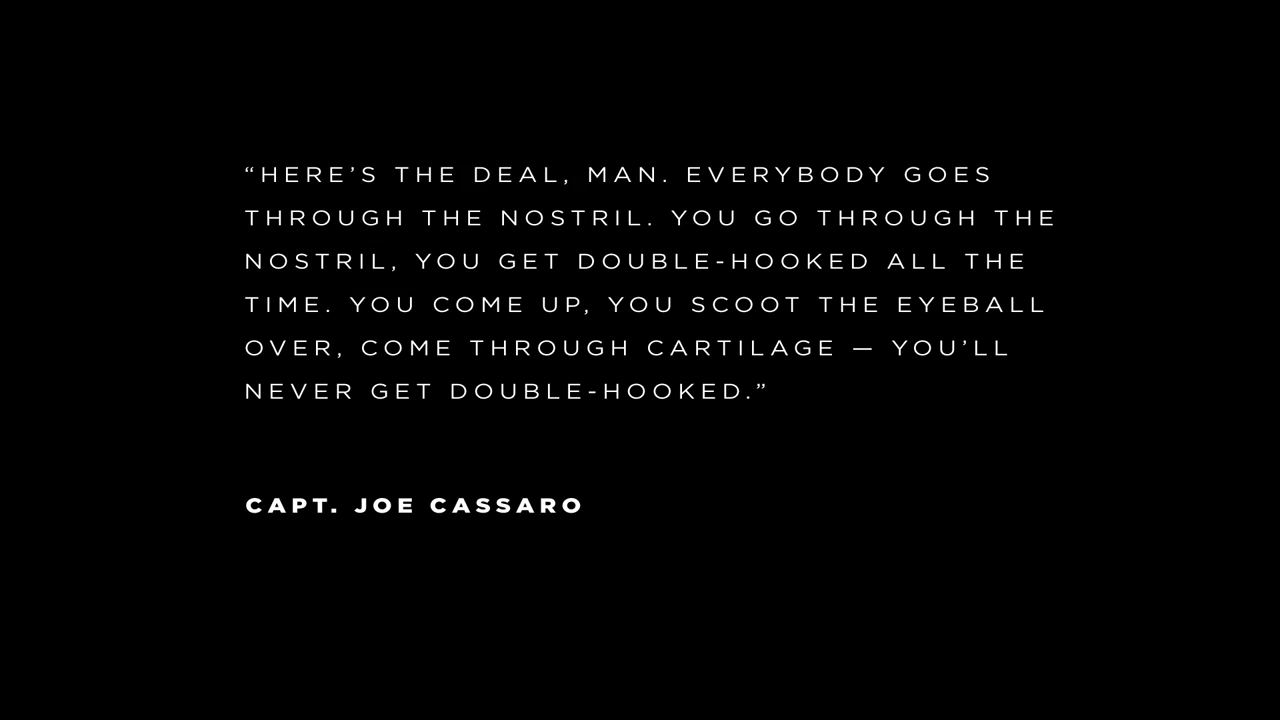 “HERE’S THE DEAL, MAN. EVERYBODY GOES
THROUGH THE NOSTRIL. YOU GO THROUGH THE
NOSTRIL, YOU GET DOUBLE-HOOKED ALL THE
TIME. YOU COME UP, YOU SCOOT THE EYEBALL
OVER, COME THROUGH CARTILAGE — YOU’LL
NEVER GET DOUBLE-HOOKED.”
CAPT. JOE CASSARO